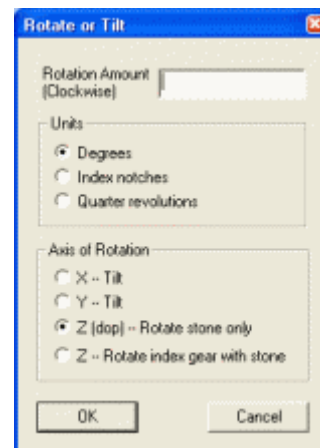 Rotate or Tilt
Rotation Amount
(Clockwise)
Units
Degrees
Index notches
Quarter revolutions
Axis of Rotation
X -- Tilt
Y -- Tilt
Z (dop) -- Rotate stone only
Z -- Rotate index gear with stone
OK
Cancel